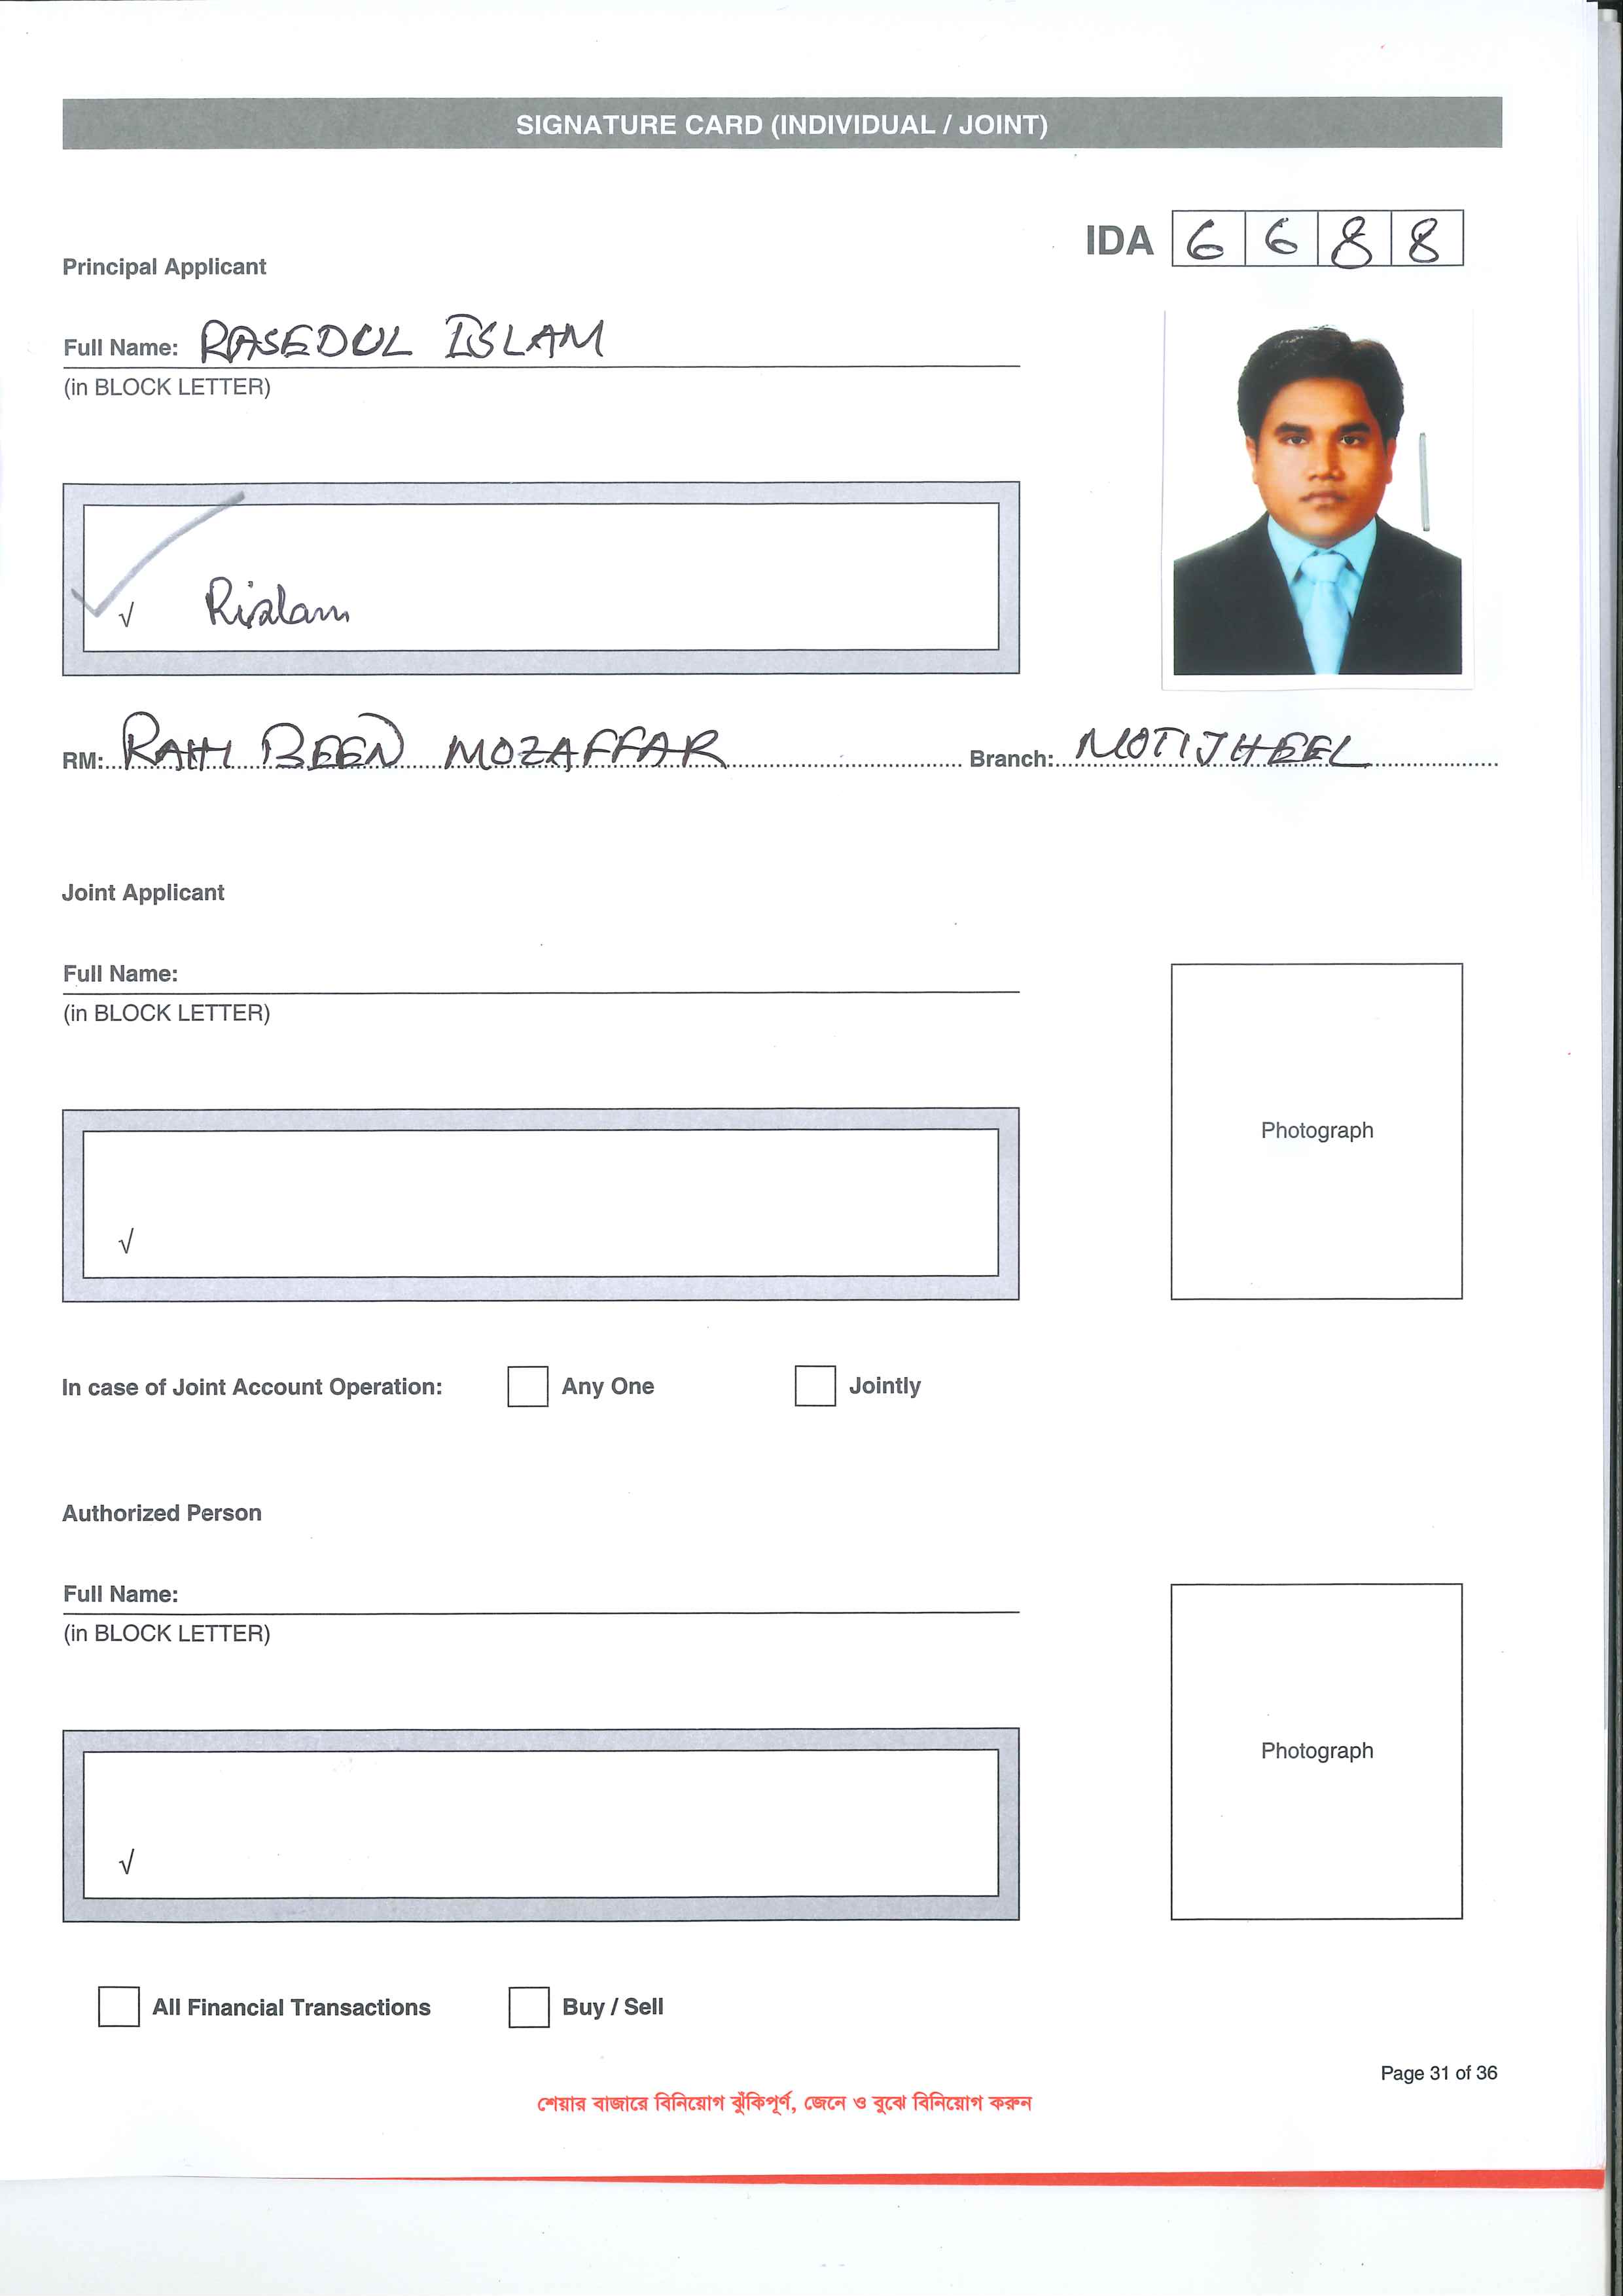 SIGNATURE CARD (INDIVIDUAL / JOINT)
IDA 6 6 8 8
Principal Applicant
Full Name: RASEDUL ISLAM
(in BLOCK LETTER)
√ Rislam
RM: RAHI BEEN MOZAFFAR Branch: MOTIJHEEL
Joint Applicant
Full Name:
(in BLOCK LETTER)
Photograph
√
In case of Joint Account Operation: Any One Jointly
Authorized Person
Full Name:
(in BLOCK LETTER)
Photograph
√
All Financial Transactions Buy / Sell
Page 31 of 36
শেয়ার বাজারে বিনিয়োগ ঝুঁকিপূর্ণ, জেনে ও বুঝে বিনিয়োগ করুন